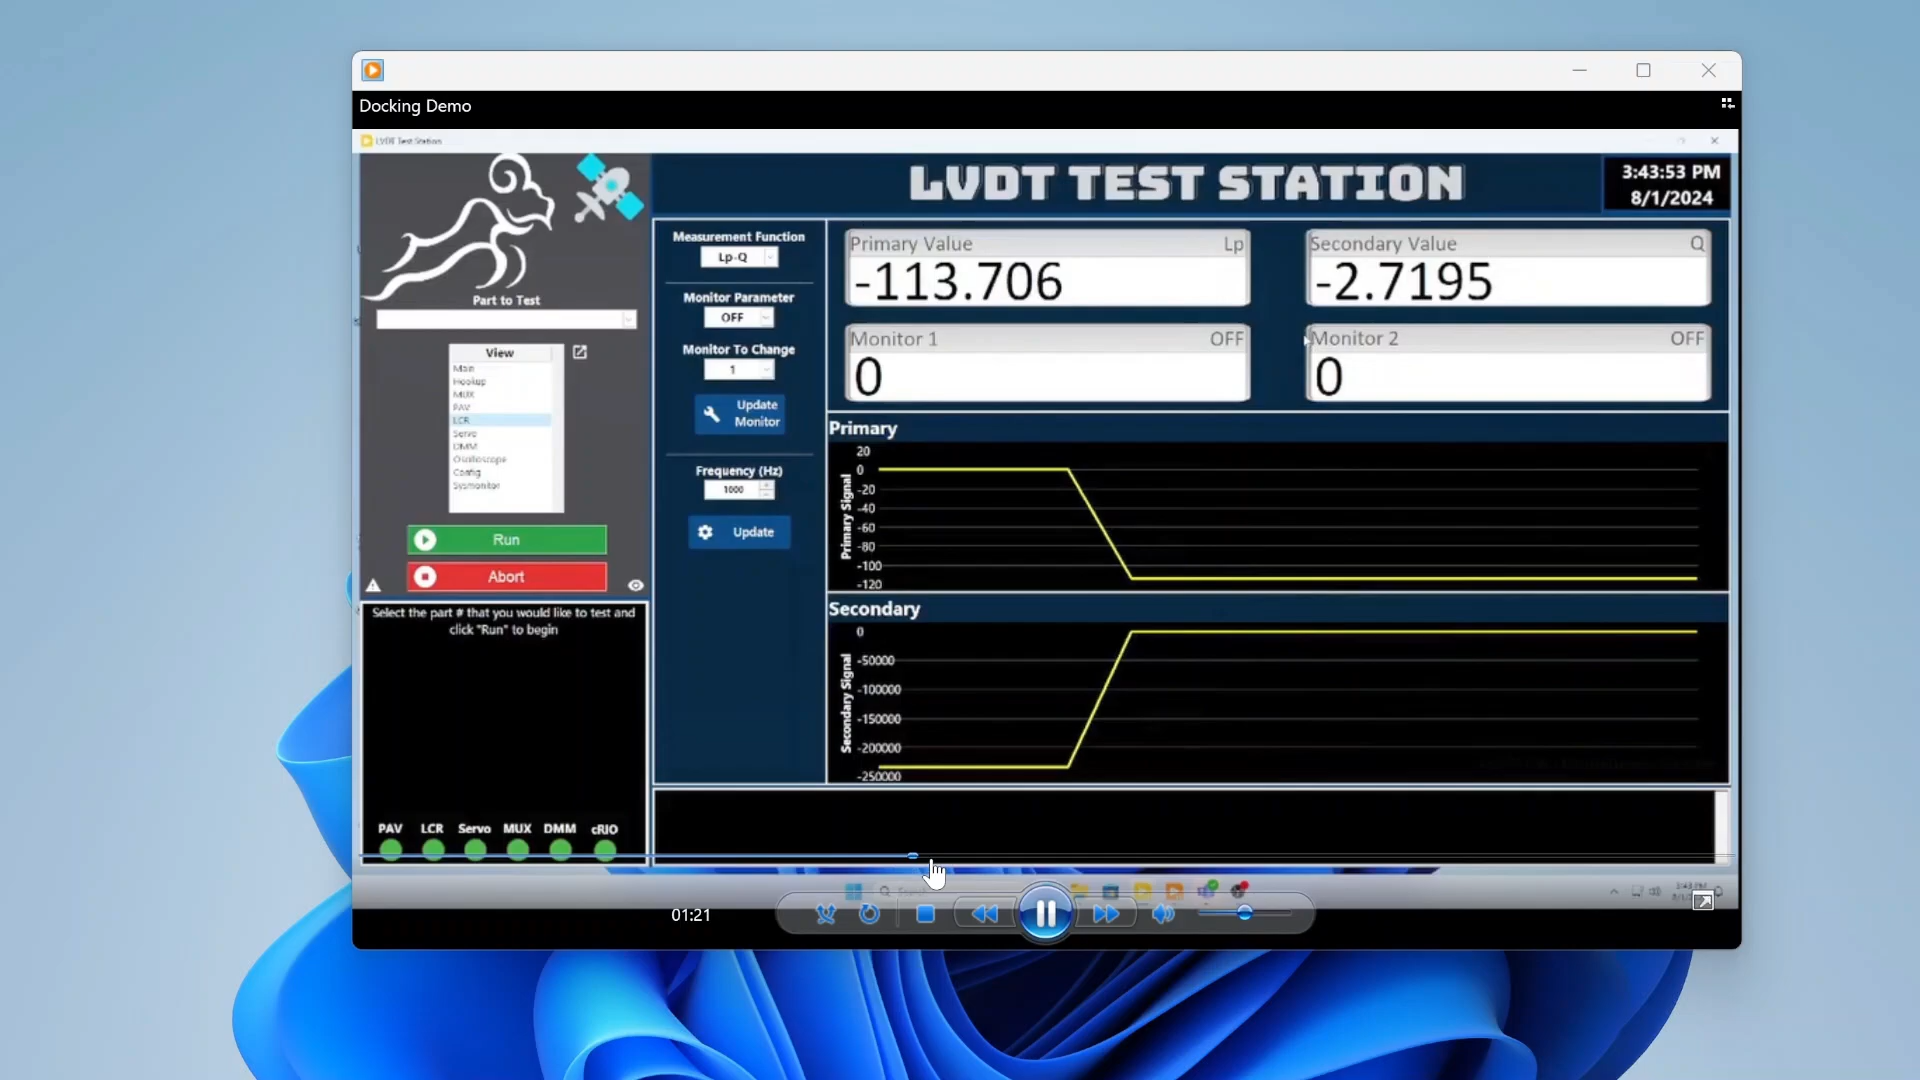 Docking Demo
LVDT Test Station
LVDT TEST STATION
3:43:53 PM
8/1/2024
Part to Test
View
Main
Hookup
MUX
PAV
LCR
Servo
DMM
Oscilloscope
Config
Sysmonitor
Run
Abort
Select the part # that you would like to test and
click "Run" to begin
PAV LCR Servo MUX DMM cRIO
Measurement Function
Lp-Q
Monitor Parameter
OFF
Monitor To Change
1
Update
Monitor
Frequency (Hz)
1000
Update
Primary Value Lp
-113.706
Secondary Value Q
-2.7195
Monitor 1 OFF
0
Monitor 2 OFF
0
Primary
Primary Signal
20
0
-20
-40
-60
-80
-100
-120
Secondary
Secondary Signal
0
-50000
-100000
-150000
-200000
-250000
01:21